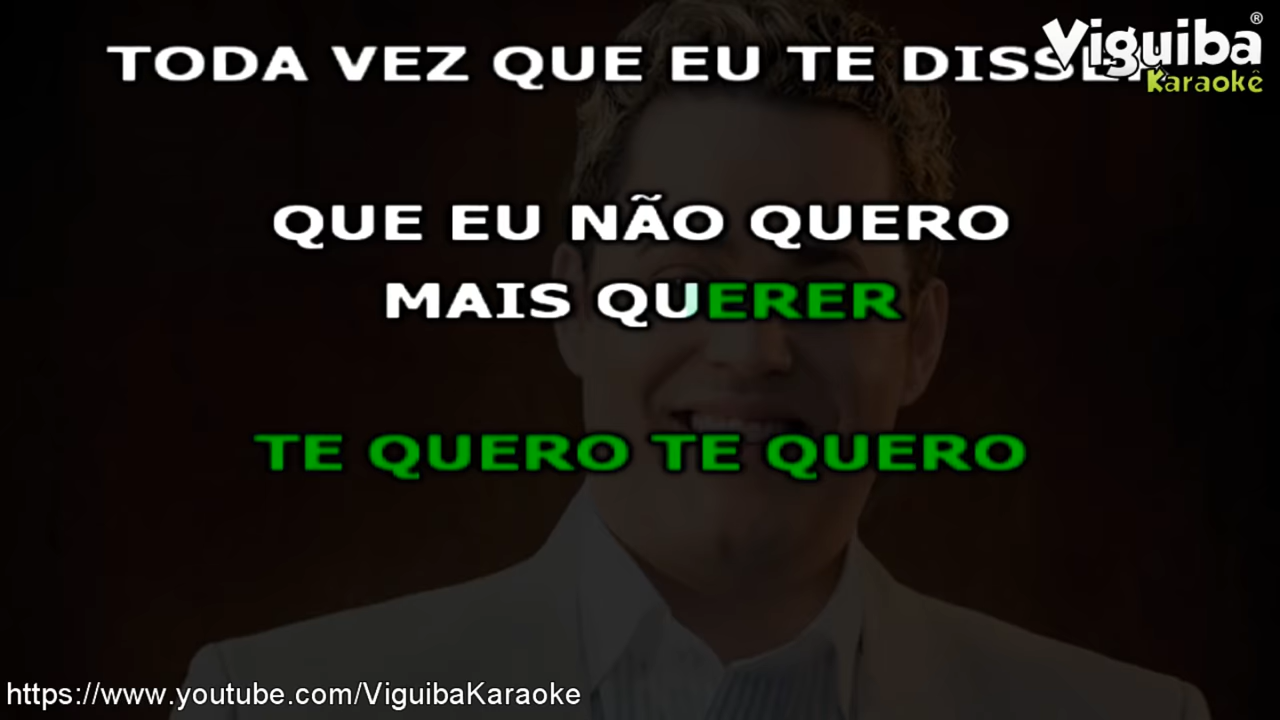 Viguiba®
Karaokê
TODA VEZ QUE EU TE DISSE
QUE EU NÃO QUERO
MAIS QUERER
TE QUERO TE QUERO
https://www.youtube.com/ViguibaKaraoke